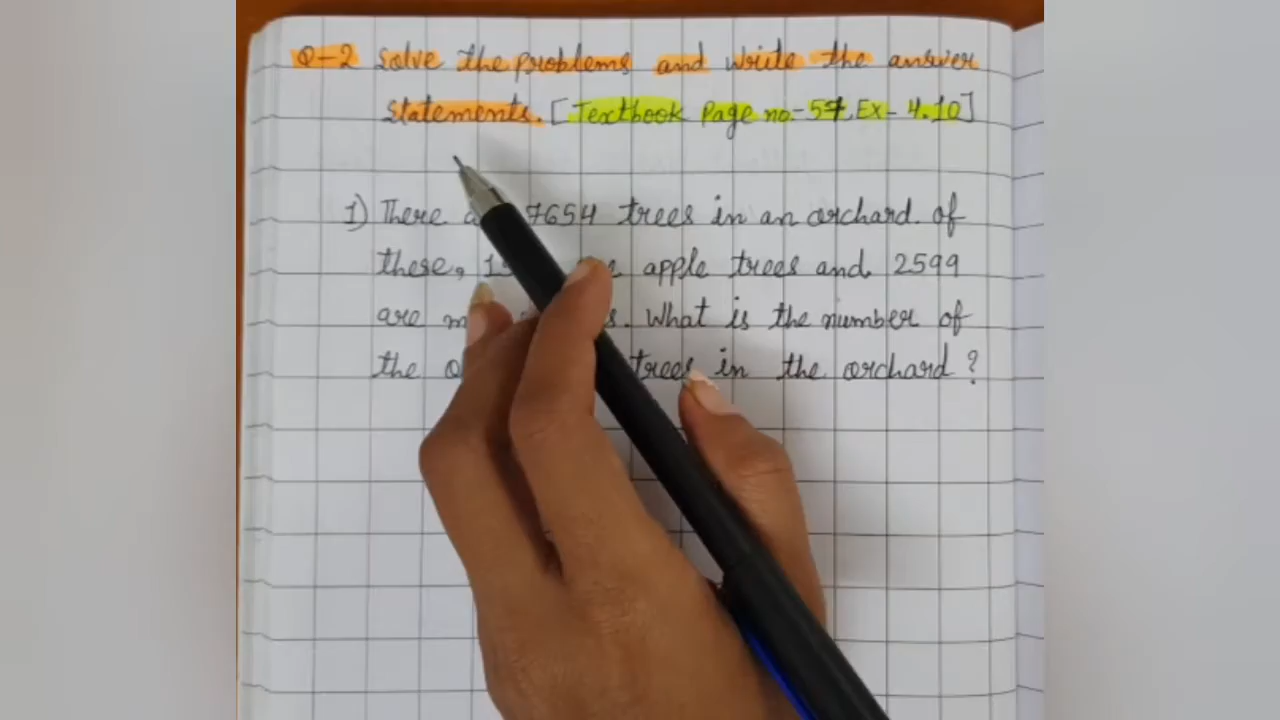 Q-2 Solve the problems and write the answer
statements. [Textbook Page no.-57, Ex- 4.10]
1) There 7654 trees in an orchard. Of
these, apple trees and 2599
are What is the number of
the trees in the orchard?